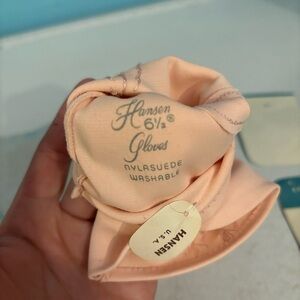 Hansen
6½®
Gloves
NYLASUEDE
WASHABLE
HANSEN
U.S.A.